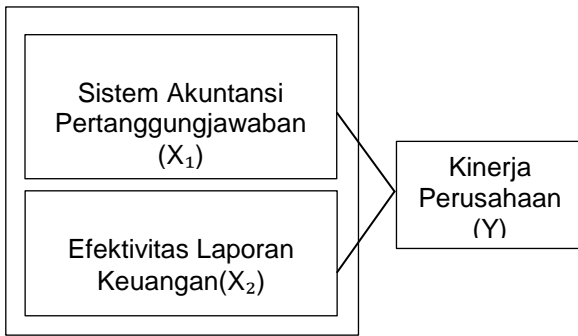 Sistem Akuntansi
Pertanggungjawaban
(X₁)
Kinerja
Perusahaan
(Y)
Efektivitas Laporan
Keuangan(X₂)